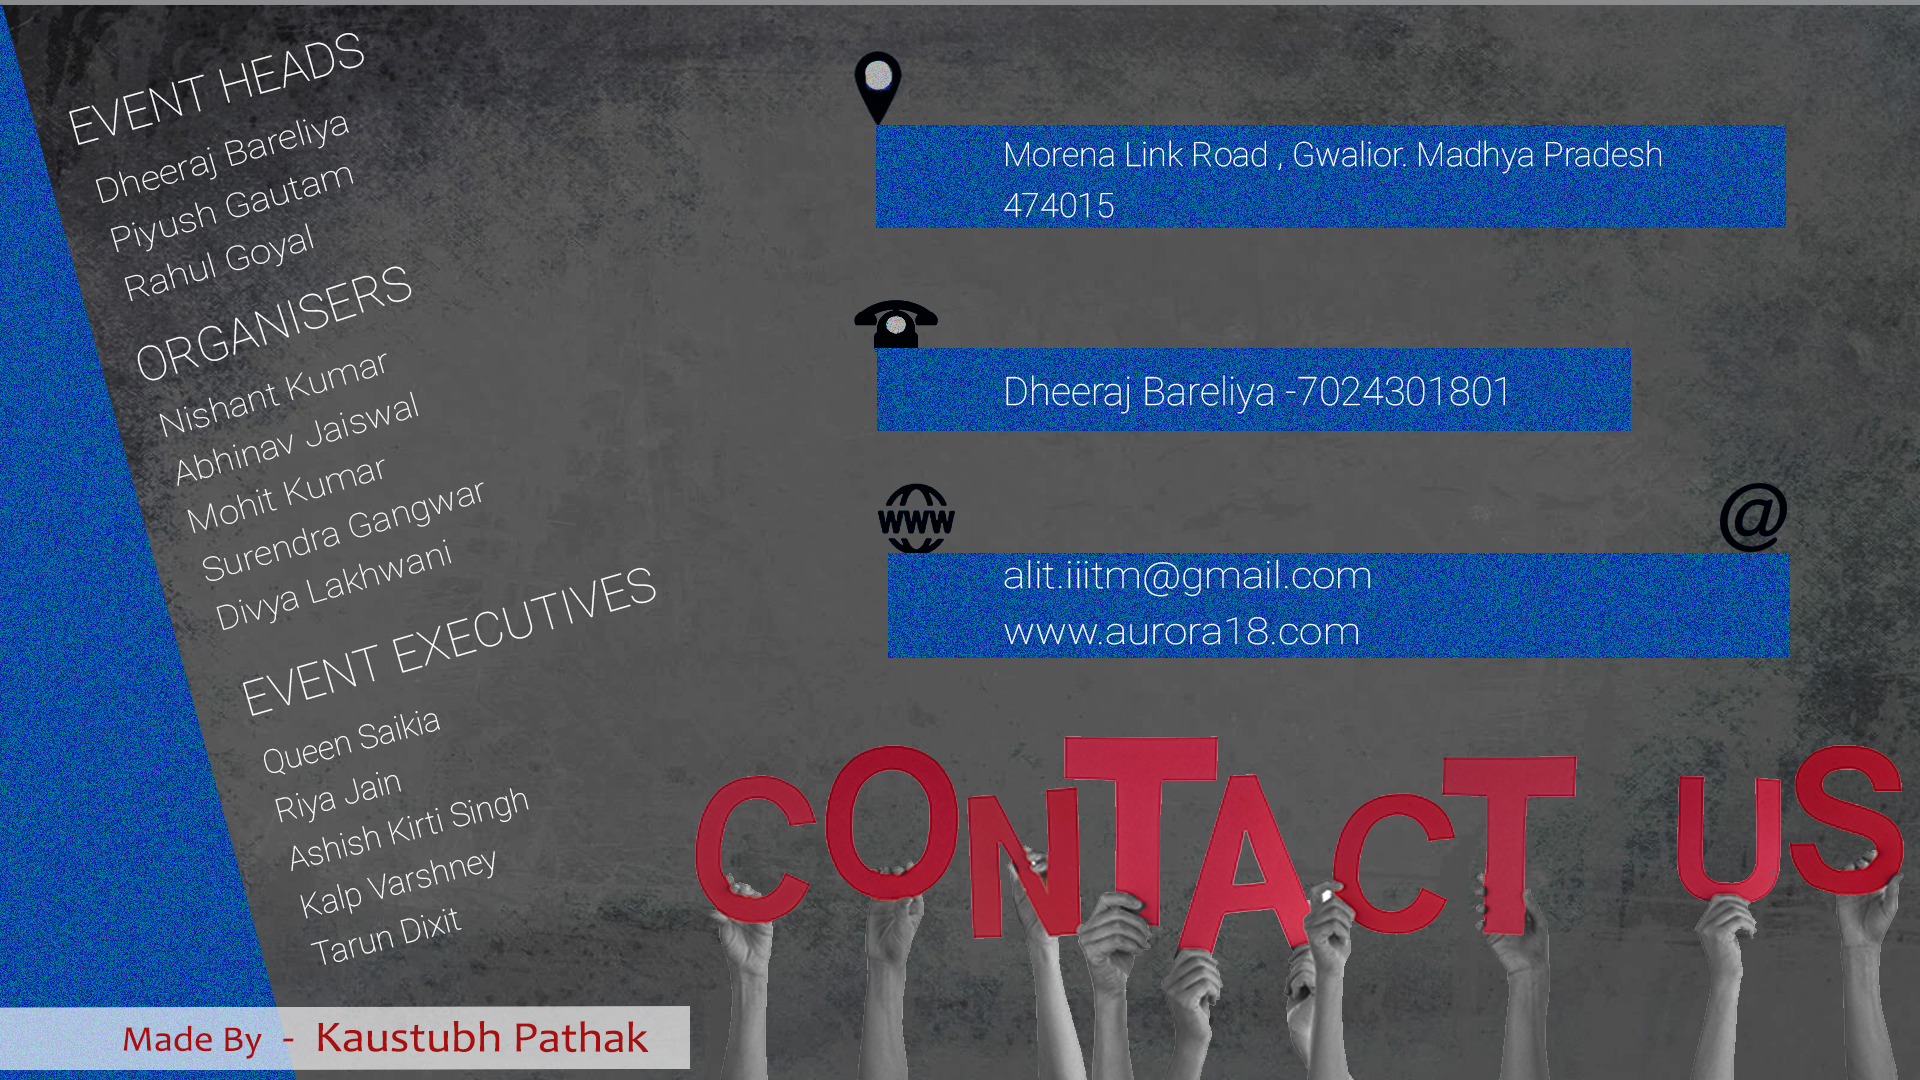 EVENT HEADS
Dheeraj Bareliya
Piyush Gautam
Rahul Goyal
ORGANISERS
Nishant Kumar
Abhinav Jaiswal
Mohit Kumar
Surendra Gangwar
Divya Lakhwani
EVENT EXECUTIVES
Queen Saikia
Riya Jain
Ashish Kirti Singh
Kalp Varshney
Tarun Dixit
Made By - Kaustubh Pathak
Morena Link Road , Gwalior. Madhya Pradesh
474015
Dheeraj Bareliya -7024301801
www @
alit.iiitm@gmail.com
www.aurora18.com
CONTACT US